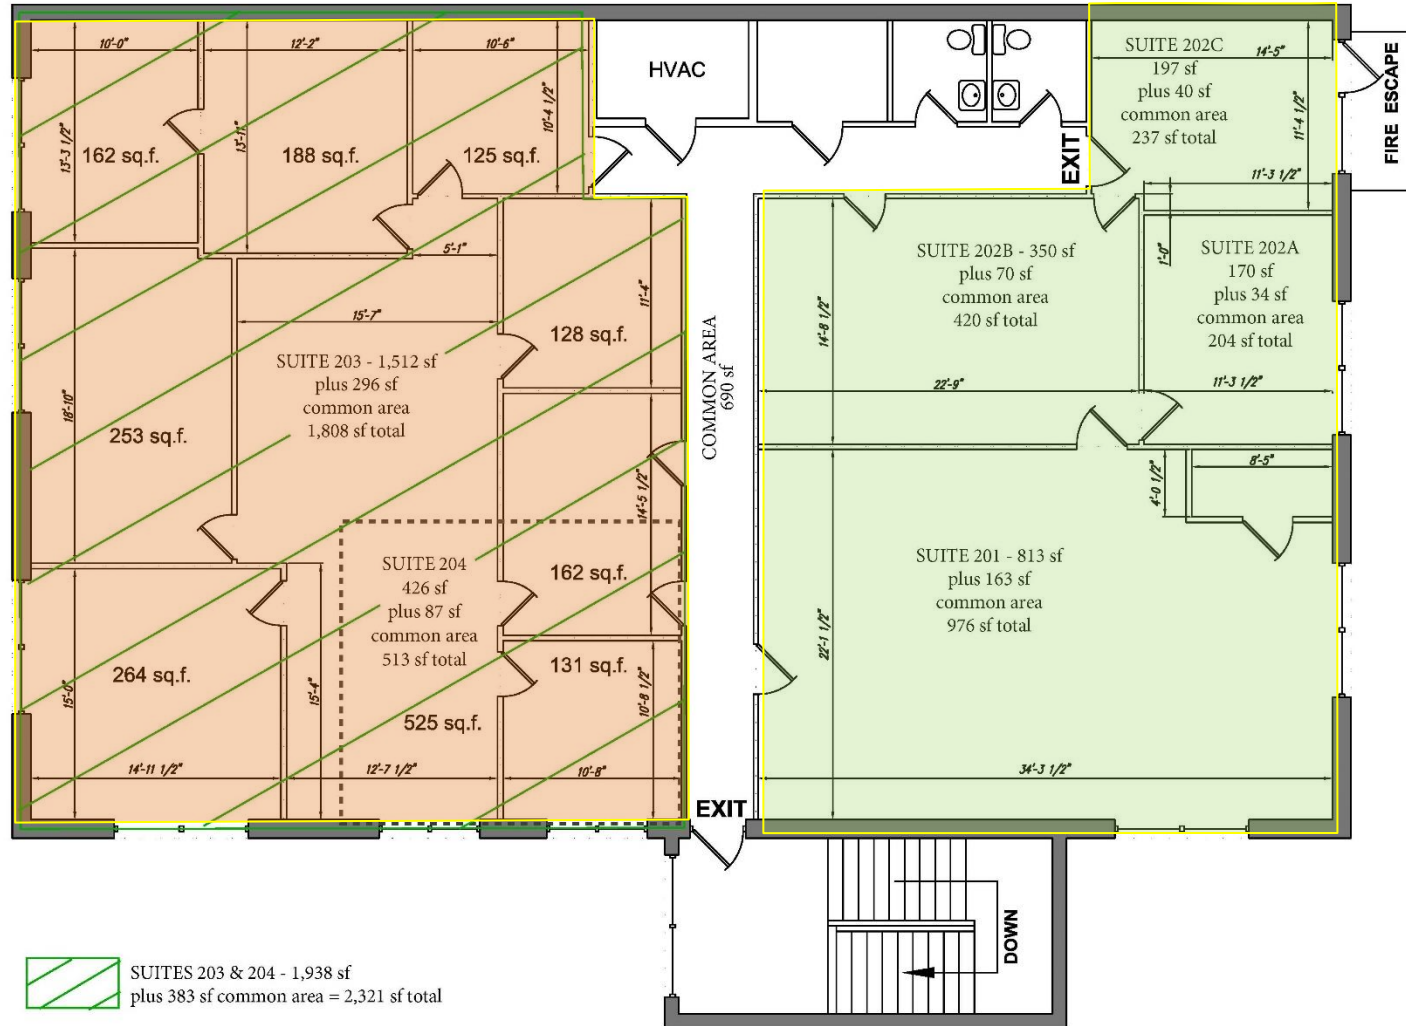 10'-0"
12'-2"
10'-6"
13'-3 1/2"
13'-11"
10'-4 1/2"
162 sq.f.
188 sq.f.
125 sq.f.
HVAC
EXIT
SUITE 202C
14'-5"
197 sf
plus 40 sf
common area
237 sf total
11'-4 1/2"
11'-3 1/2"
FIRE ESCAPE
5'-1"
15'-7"
11'-4"
128 sq.f.
SUITE 203 - 1,512 sf
plus 296 sf
common area
1,808 sf total
18'-10"
253 sq.f.
COMMON AREA
690 sf
SUITE 202B - 350 sf
plus 70 sf
common area
420 sf total
14'-8 1/2"
22'-9"
1'-0"
SUITE 202A
170 sf
plus 34 sf
common area
204 sf total
11'-3 1/2"
14'-5 1/2"
162 sq.f.
SUITE 204
426 sf
plus 87 sf
common area
513 sf total
525 sq.f.
131 sq.f.
10'-8 1/2"
10'-8"
12'-7 1/2"
15'-4"
264 sq.f.
15'-0"
14'-11 1/2"
8'-5"
4'-0 1/2"
SUITE 201 - 813 sf
plus 163 sf
common area
976 sf total
22'-1 1/2"
34'-3 1/2"
EXIT
DOWN
SUITES 203 & 204 - 1,938 sf
plus 383 sf common area = 2,321 sf total